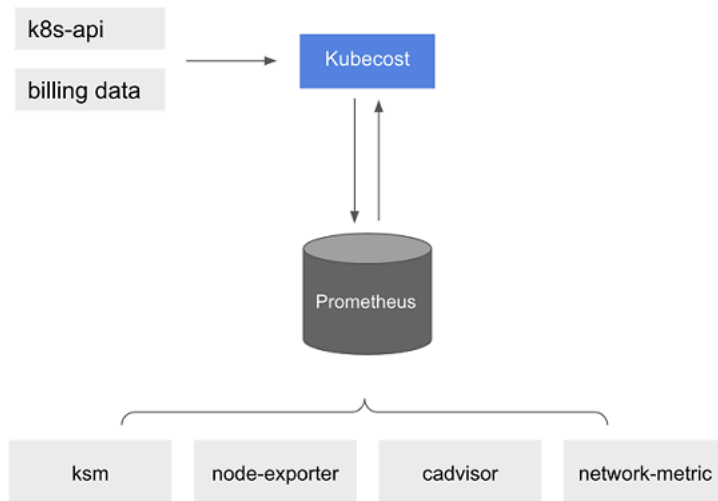 k8s-api
billing data
Kubecost
Prometheus
ksm
node-exporter
cadvisor
network-metric